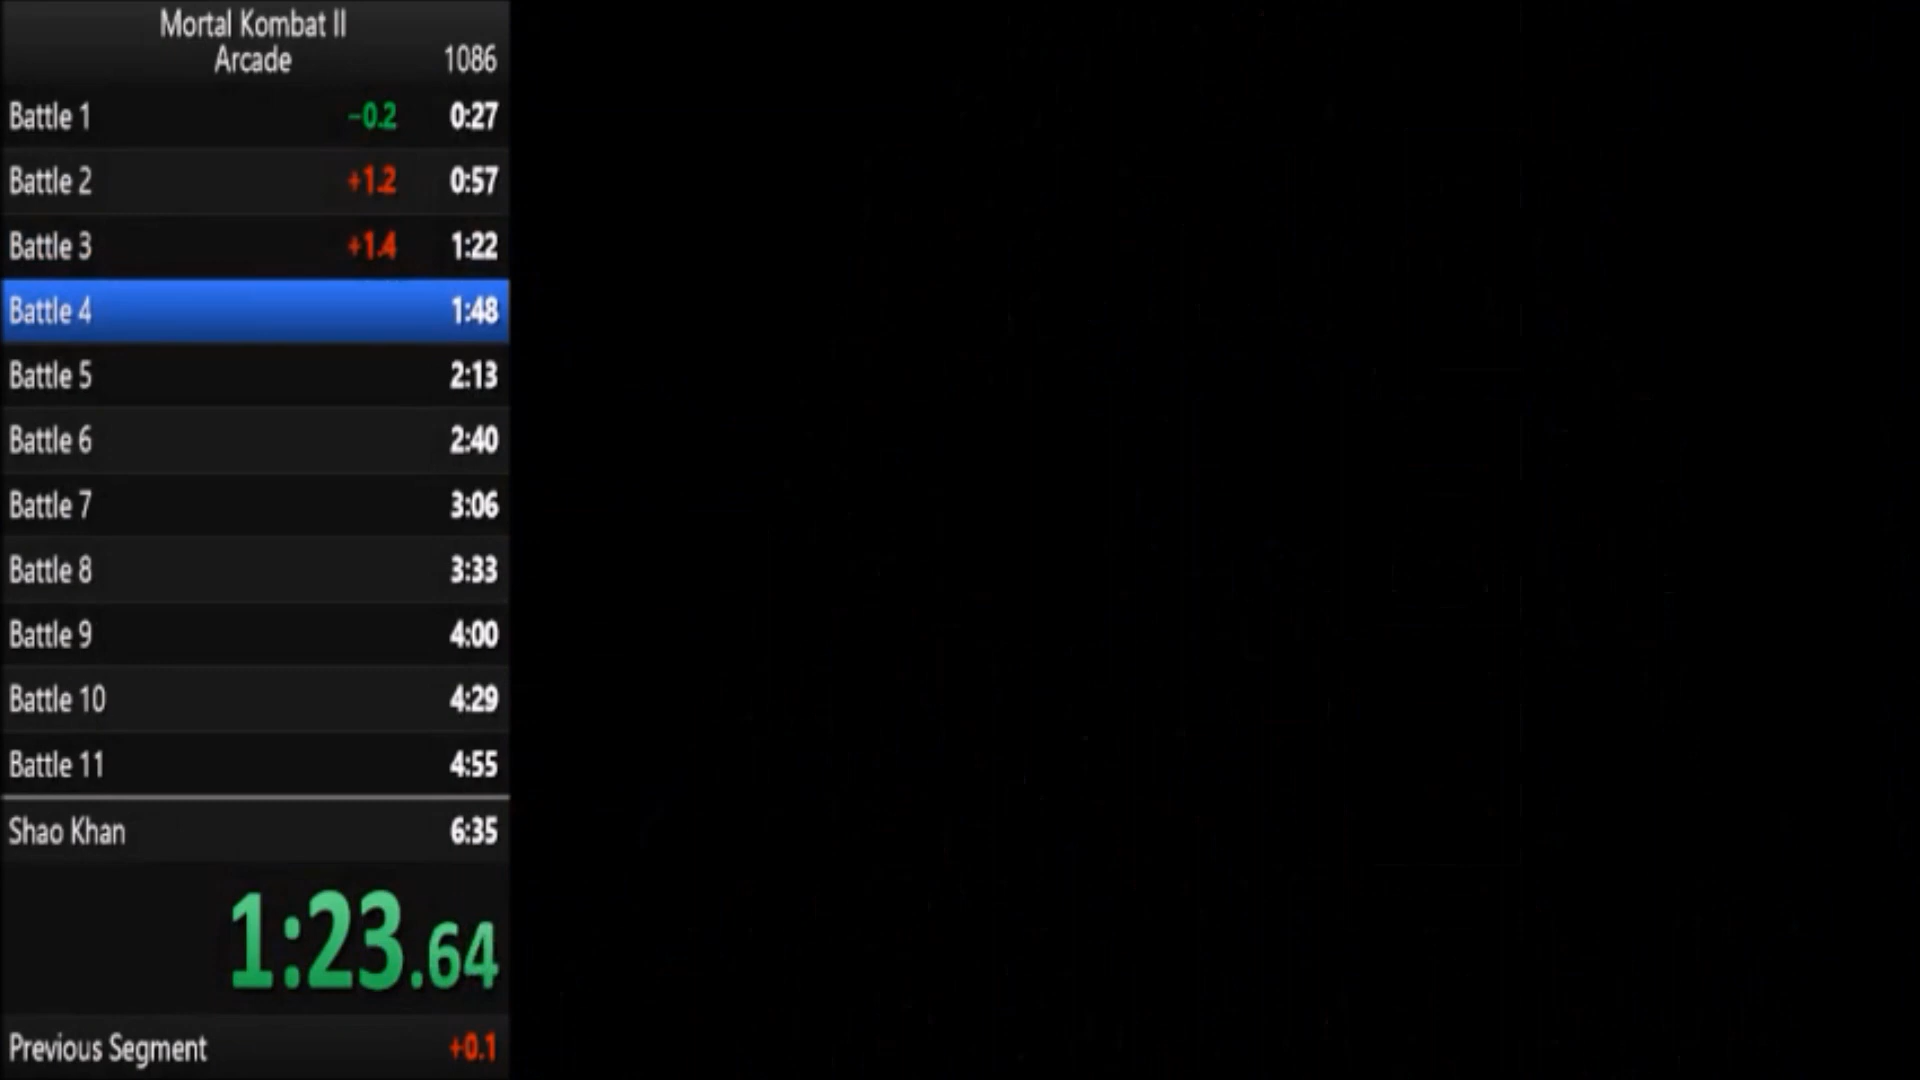 Mortal Kombat II
Arcade 1086
Battle 1 -0.2 0:27
Battle 2 +1.2 0:57
Battle 3 +1.4 1:22
Battle 4 1:48
Battle 5 2:13
Battle 6 2:40
Battle 7 3:06
Battle 8 3:33
Battle 9 4:00
Battle 10 4:29
Battle 11 4:55
Shao Khan 6:35
1:23.64
Previous Segment +0.1